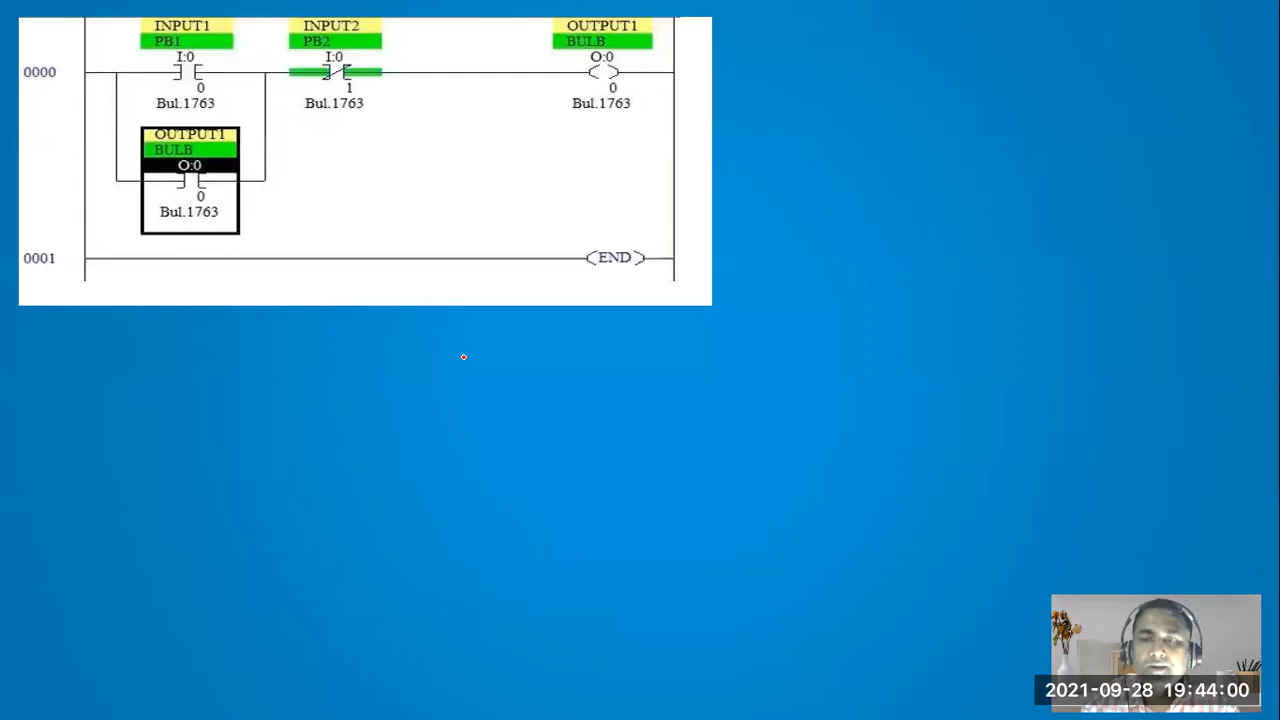 INPUT1 INPUT2 OUTPUT1
PB1 PB2 BULB
I:0 I:0 O:0
0000
0 1 0
Bul.1763 Bul.1763 Bul.1763
OUTPUT1
BULB
O:0
0
Bul.1763
0001 END
2021-09-28 19:44:00